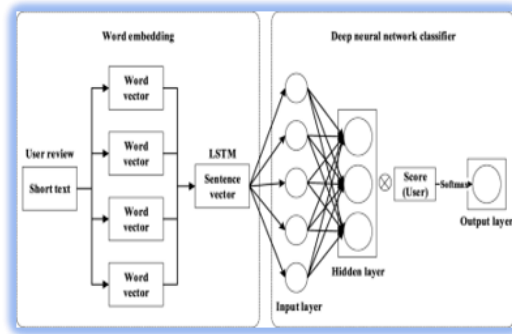 Word embedding
Deep neural network classifier
Word
vector
User review
Short text
Word
vector
Word
vector
Word
vector
LSTM
Sentence
vector
Score
(User)
Softmax
Output layer
Hidden layer
Input layer